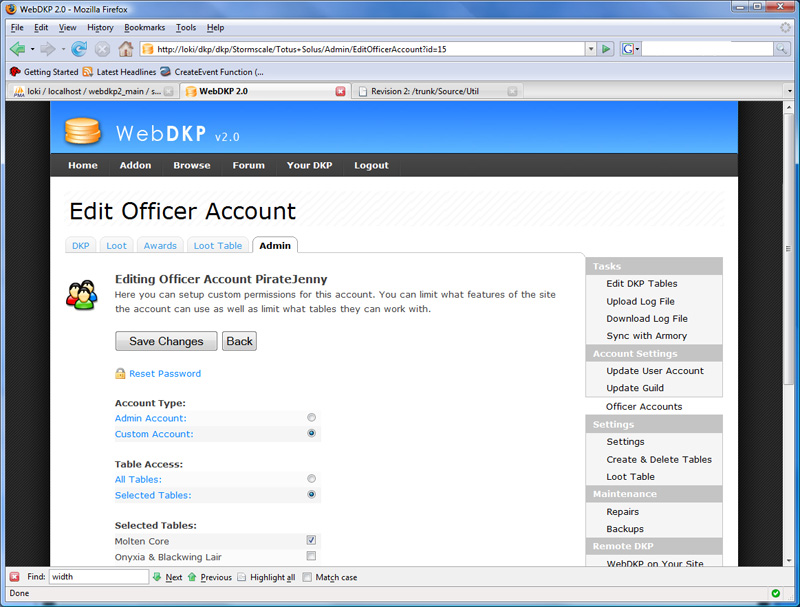 WebDKP 2.0 - Mozilla Firefox
File Edit View History Bookmarks Tools Help
http://loki/dkp/dkp/Stormscale/Totus+Solus/Admin/EditOfficerAccount?id=15
G
Getting Started Latest Headlines CreateEvent Function (...
PMA loki / localhost / webdkp2_main / s... WebDKP 2.0 Revision 2: /trunk/Source/Util
WebDKP v2.0
Home Addon Browse Forum Your DKP Logout
Edit Officer Account
DKP Loot Awards Loot Table Admin
Editing Officer Account PirateJenny
Here you can setup custom permissions for this account. You can limit what features of the site
the account can use as well as limit what tables they can work with.
Save Changes Back
Reset Password
Account Type:
Admin Account:
Custom Account:
Table Access:
All Tables:
Selected Tables:
Selected Tables:
Molten Core
Onyxia & Blackwing Lair
Tasks
Edit DKP Tables
Upload Log File
Download Log File
Sync with Armory
Account Settings
Update User Account
Update Guild
Officer Accounts
Settings
Settings
Create & Delete Tables
Loot Table
Maintenance
Repairs
Backups
Remote DKP
WebDKP on Your Site
Find: width Next Previous Highlight all Match case
Done